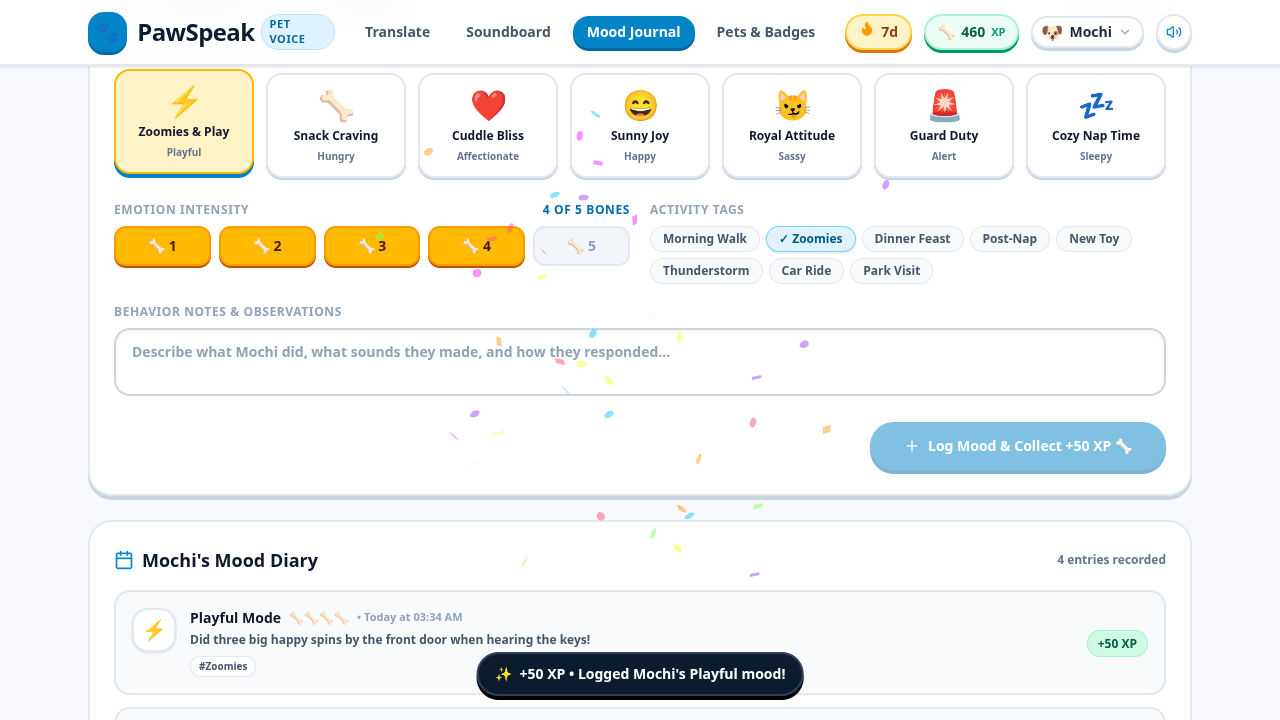 PawSpeak
PET VOICE
Translate
Soundboard
Mood Journal
Pets & Badges
7d
460 XP
Mochi
Zoomies & Play
Playful
Snack Craving
Hungry
Cuddle Bliss
Affectionate
Sunny Joy
Happy
Royal Attitude
Sassy
Guard Duty
Alert
Cozy Nap Time
Sleepy
EMOTION INTENSITY
4 OF 5 BONES
1
2
3
4
5
ACTIVITY TAGS
Morning Walk
✓ Zoomies
Dinner Feast
Post-Nap
New Toy
Thunderstorm
Car Ride
Park Visit
BEHAVIOR NOTES & OBSERVATIONS
Describe what Mochi did, what sounds they made, and how they responded...
+ Log Mood & Collect +50 XP 🦴
Mochi's Mood Diary
4 entries recorded
Playful Mode 🦴🦴🦴🦴 • Today at 03:34 AM
Did three big happy spins by the front door when hearing the keys!
#Zoomies
+50 XP
✨ +50 XP • Logged Mochi's Playful mood!